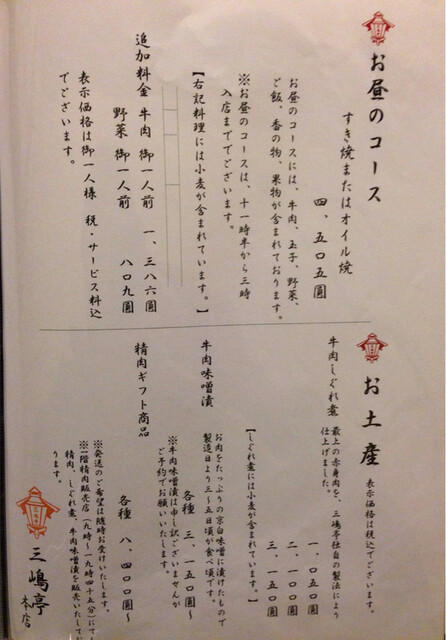 お昼のコース
すき焼またはオイル焼
四、五〇五圓
お昼のコースには、牛肉、玉子、野菜、
ご飯、香の物、果物が含まれております。
※お昼のコースは、十一時半から三時
入店まででございます。
【右記料理には小麦が含まれています。】
追加料金 牛肉 御一人前 一、三八六圓
野菜 御一人前 八〇九圓
表示価格は御一人様 税・サービス料込
でございます。
お土産
表示価格は税込でございます。
牛肉しぐれ煮 最上の赤身肉を、三嶋亭独自の製法により
仕上げました。
一、〇五〇圓
二、一〇〇圓
三、一五〇圓
【しぐれ煮には小麦が含まれています。】
牛肉味噌漬
お肉をたっぷりの京白味噌に漬けたもので
製造日より三〜五日頃が食べ頃です。
各種 三、一五〇圓〜
※牛肉味噌漬は申し訳ございませんが
ご予約でお願いいたします。
精肉ギフト商品
各種 八、四〇〇圓〜
※発送のご希望は随時お受けいたします。
※一階精肉販売店(九時〜一九時四十五分)にて、
精肉、しぐれ煮、牛肉味噌漬を販売いたしてお
ります。
三嶋亭
本店